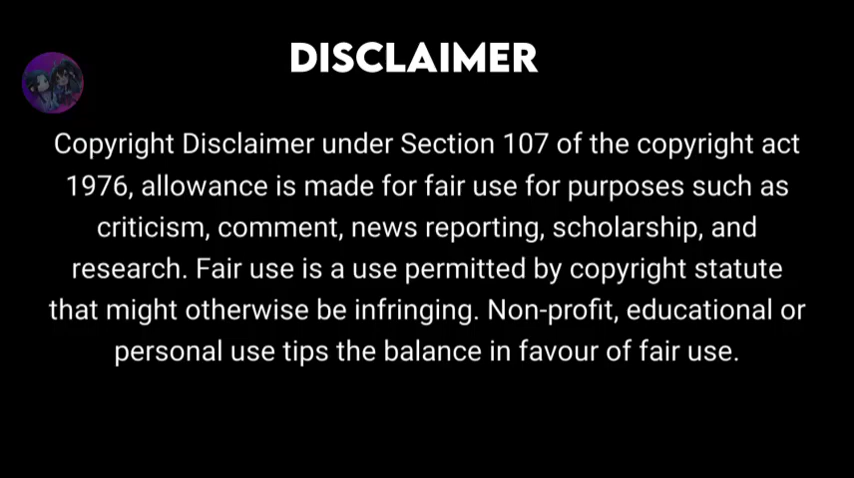 DISCLAIMER
Copyright Disclaimer under Section 107 of the copyright act
1976, allowance is made for fair use for purposes such as
criticism, comment, news reporting, scholarship, and
research. Fair use is a use permitted by copyright statute
that might otherwise be infringing. Non-profit, educational or
personal use tips the balance in favour of fair use.